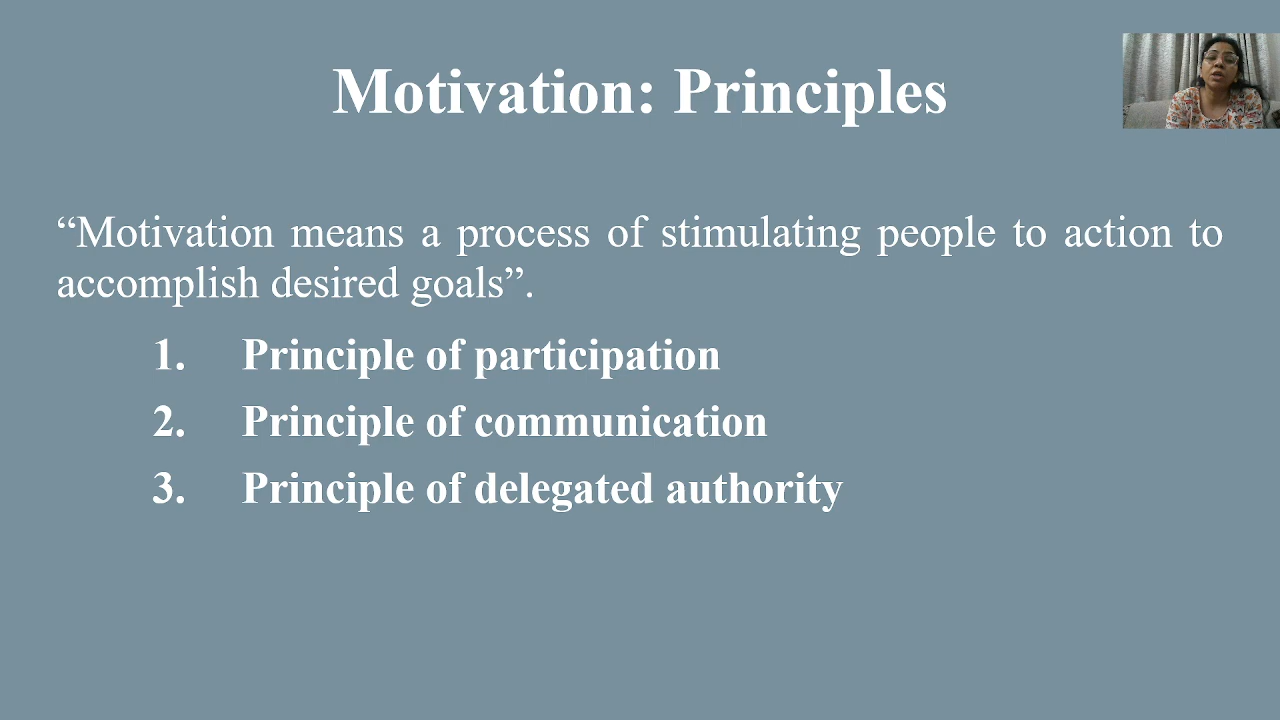 Motivation: Principles
“Motivation means a process of stimulating people to action to
accomplish desired goals”.
1. Principle of participation
2. Principle of communication
3. Principle of delegated authority